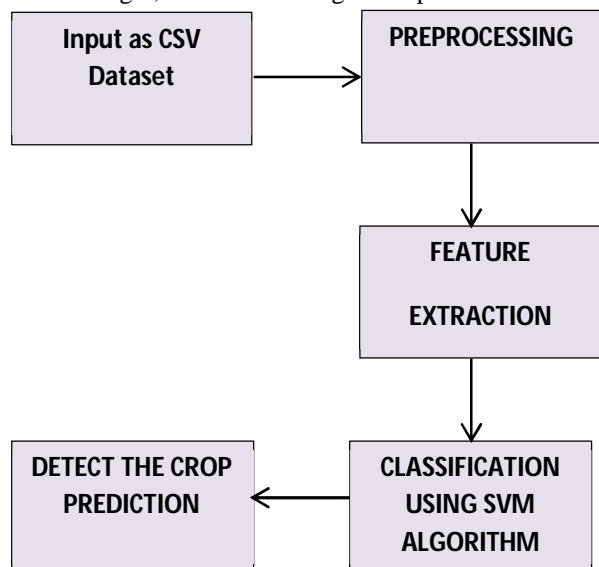 Input as CSV
Dataset
PREPROCESSING
FEATURE
EXTRACTION
CLASSIFICATION
USING SVM
ALGORITHM
DETECT THE CROP
PREDICTION